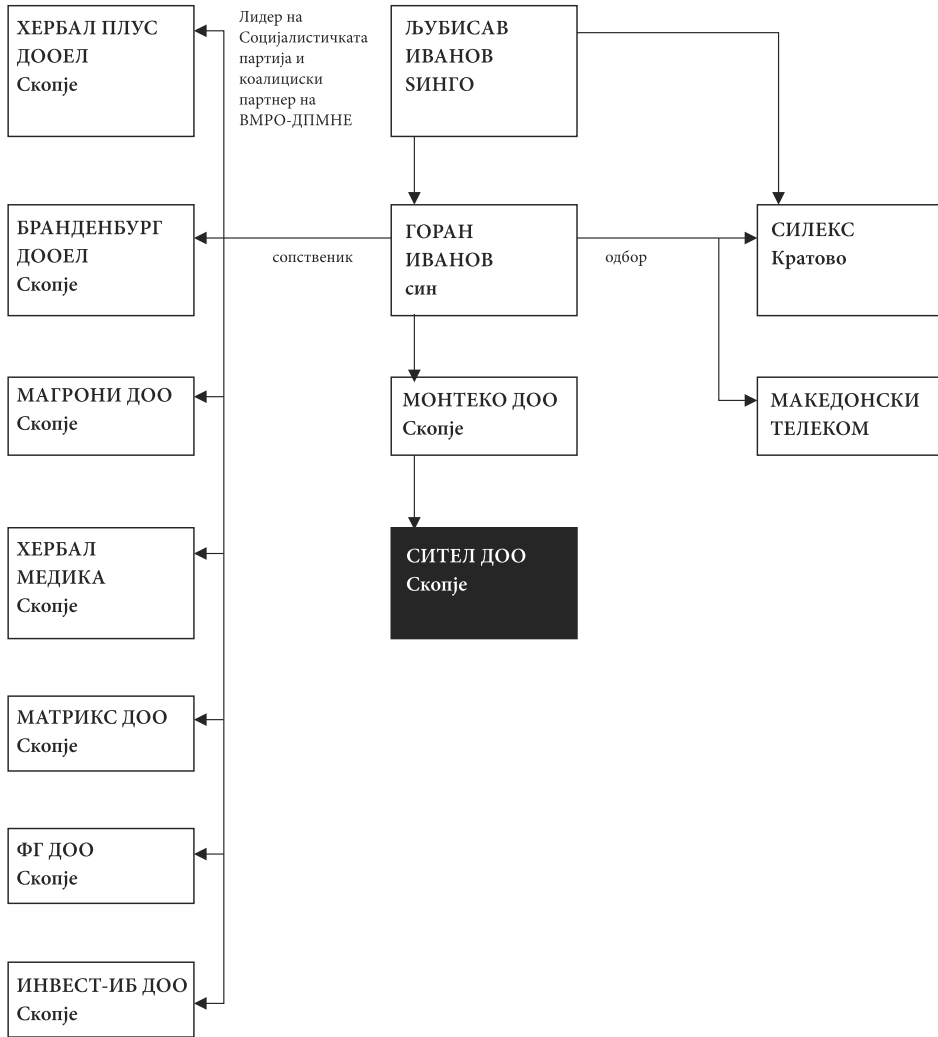 ХЕРБАЛ ПЛУС
ДООЕЛ
Скопје
Лидер на
Социјалистичката
партија и
коалициски
партнер на
ВМРО-ДПМНЕ
ЉУБИСАВ
ИВАНОВ
ЅИНГО
БРАНДЕНБУРГ
ДООЕЛ
Скопје
сопственик
ГОРАН
ИВАНОВ
син
одбор
СИЛЕКС
Кратово
МАГРОНИ ДОО
Скопје
МОНТЕКО ДОО
Скопје
МАКЕДОНСКИ
ТЕЛЕКОМ
ХЕРБАЛ
МЕДИКА
Скопје
СИТЕЛ ДОО
Скопје
МАТРИКС ДОО
Скопје
ФГ ДОО
Скопје
ИНВЕСТ-ИБ ДОО
Скопје